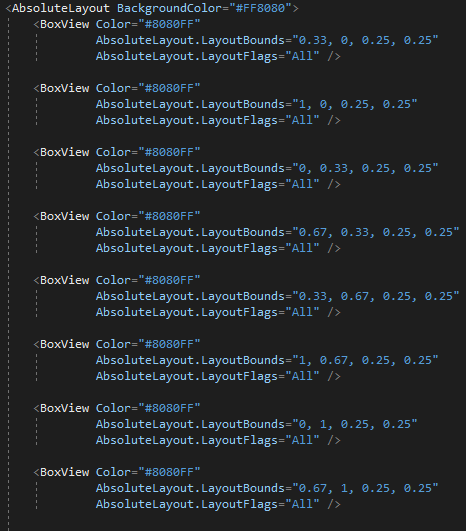 <AbsoluteLayout BackgroundColor="#FF8080">
<BoxView Color="#8080FF"
AbsoluteLayout.LayoutBounds="0.33, 0, 0.25, 0.25"
AbsoluteLayout.LayoutFlags="All" />
<BoxView Color="#8080FF"
AbsoluteLayout.LayoutBounds="1, 0, 0.25, 0.25"
AbsoluteLayout.LayoutFlags="All" />
<BoxView Color="#8080FF"
AbsoluteLayout.LayoutBounds="0, 0.33, 0.25, 0.25"
AbsoluteLayout.LayoutFlags="All" />
<BoxView Color="#8080FF"
AbsoluteLayout.LayoutBounds="0.67, 0.33, 0.25, 0.25"
AbsoluteLayout.LayoutFlags="All" />
<BoxView Color="#8080FF"
AbsoluteLayout.LayoutBounds="0.33, 0.67, 0.25, 0.25"
AbsoluteLayout.LayoutFlags="All" />
<BoxView Color="#8080FF"
AbsoluteLayout.LayoutBounds="1, 0.67, 0.25, 0.25"
AbsoluteLayout.LayoutFlags="All" />
<BoxView Color="#8080FF"
AbsoluteLayout.LayoutBounds="0, 1, 0.25, 0.25"
AbsoluteLayout.LayoutFlags="All" />
<BoxView Color="#8080FF"
AbsoluteLayout.LayoutBounds="0.67, 1, 0.25, 0.25"
AbsoluteLayout.LayoutFlags="All" />